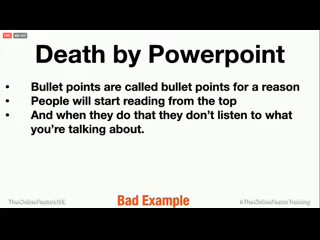 Death by Powerpoint
• Bullet points are called bullet points for a reason
• People will start reading from the top
• And when they do that they don’t listen to what
you’re talking about.
TheOnlinePastorLIVE
Bad Example
#TheOnlinePastorTraining